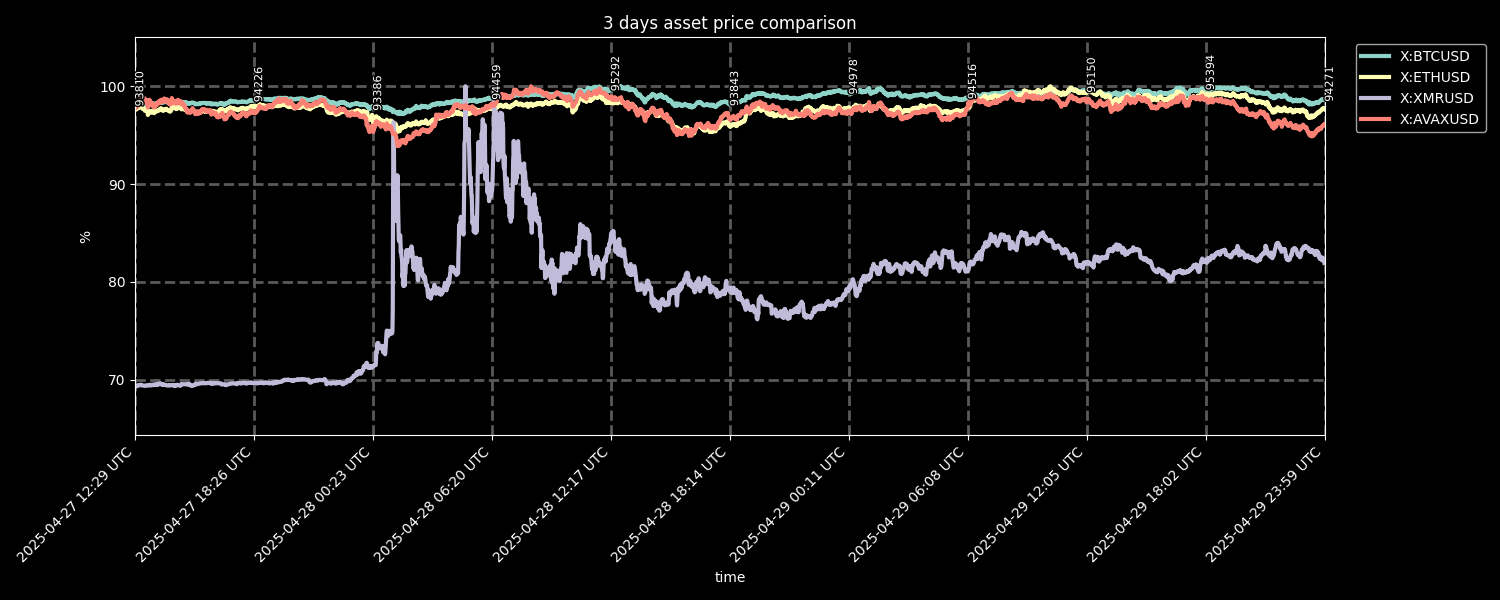 3 days asset price comparison
X:BTCUSD
X:ETHUSD
X:XMRUSD
X:AVAXUSD
100
90
80
70
%
93810
94226
93386
94459
95292
93843
94978
94516
95150
95394
94271
2025-04-27 12:29 UTC
2025-04-27 18:26 UTC
2025-04-28 00:23 UTC
2025-04-28 06:20 UTC
2025-04-28 12:17 UTC
2025-04-28 18:14 UTC
2025-04-29 00:11 UTC
2025-04-29 06:08 UTC
2025-04-29 12:05 UTC
2025-04-29 18:02 UTC
2025-04-29 23:59 UTC
time